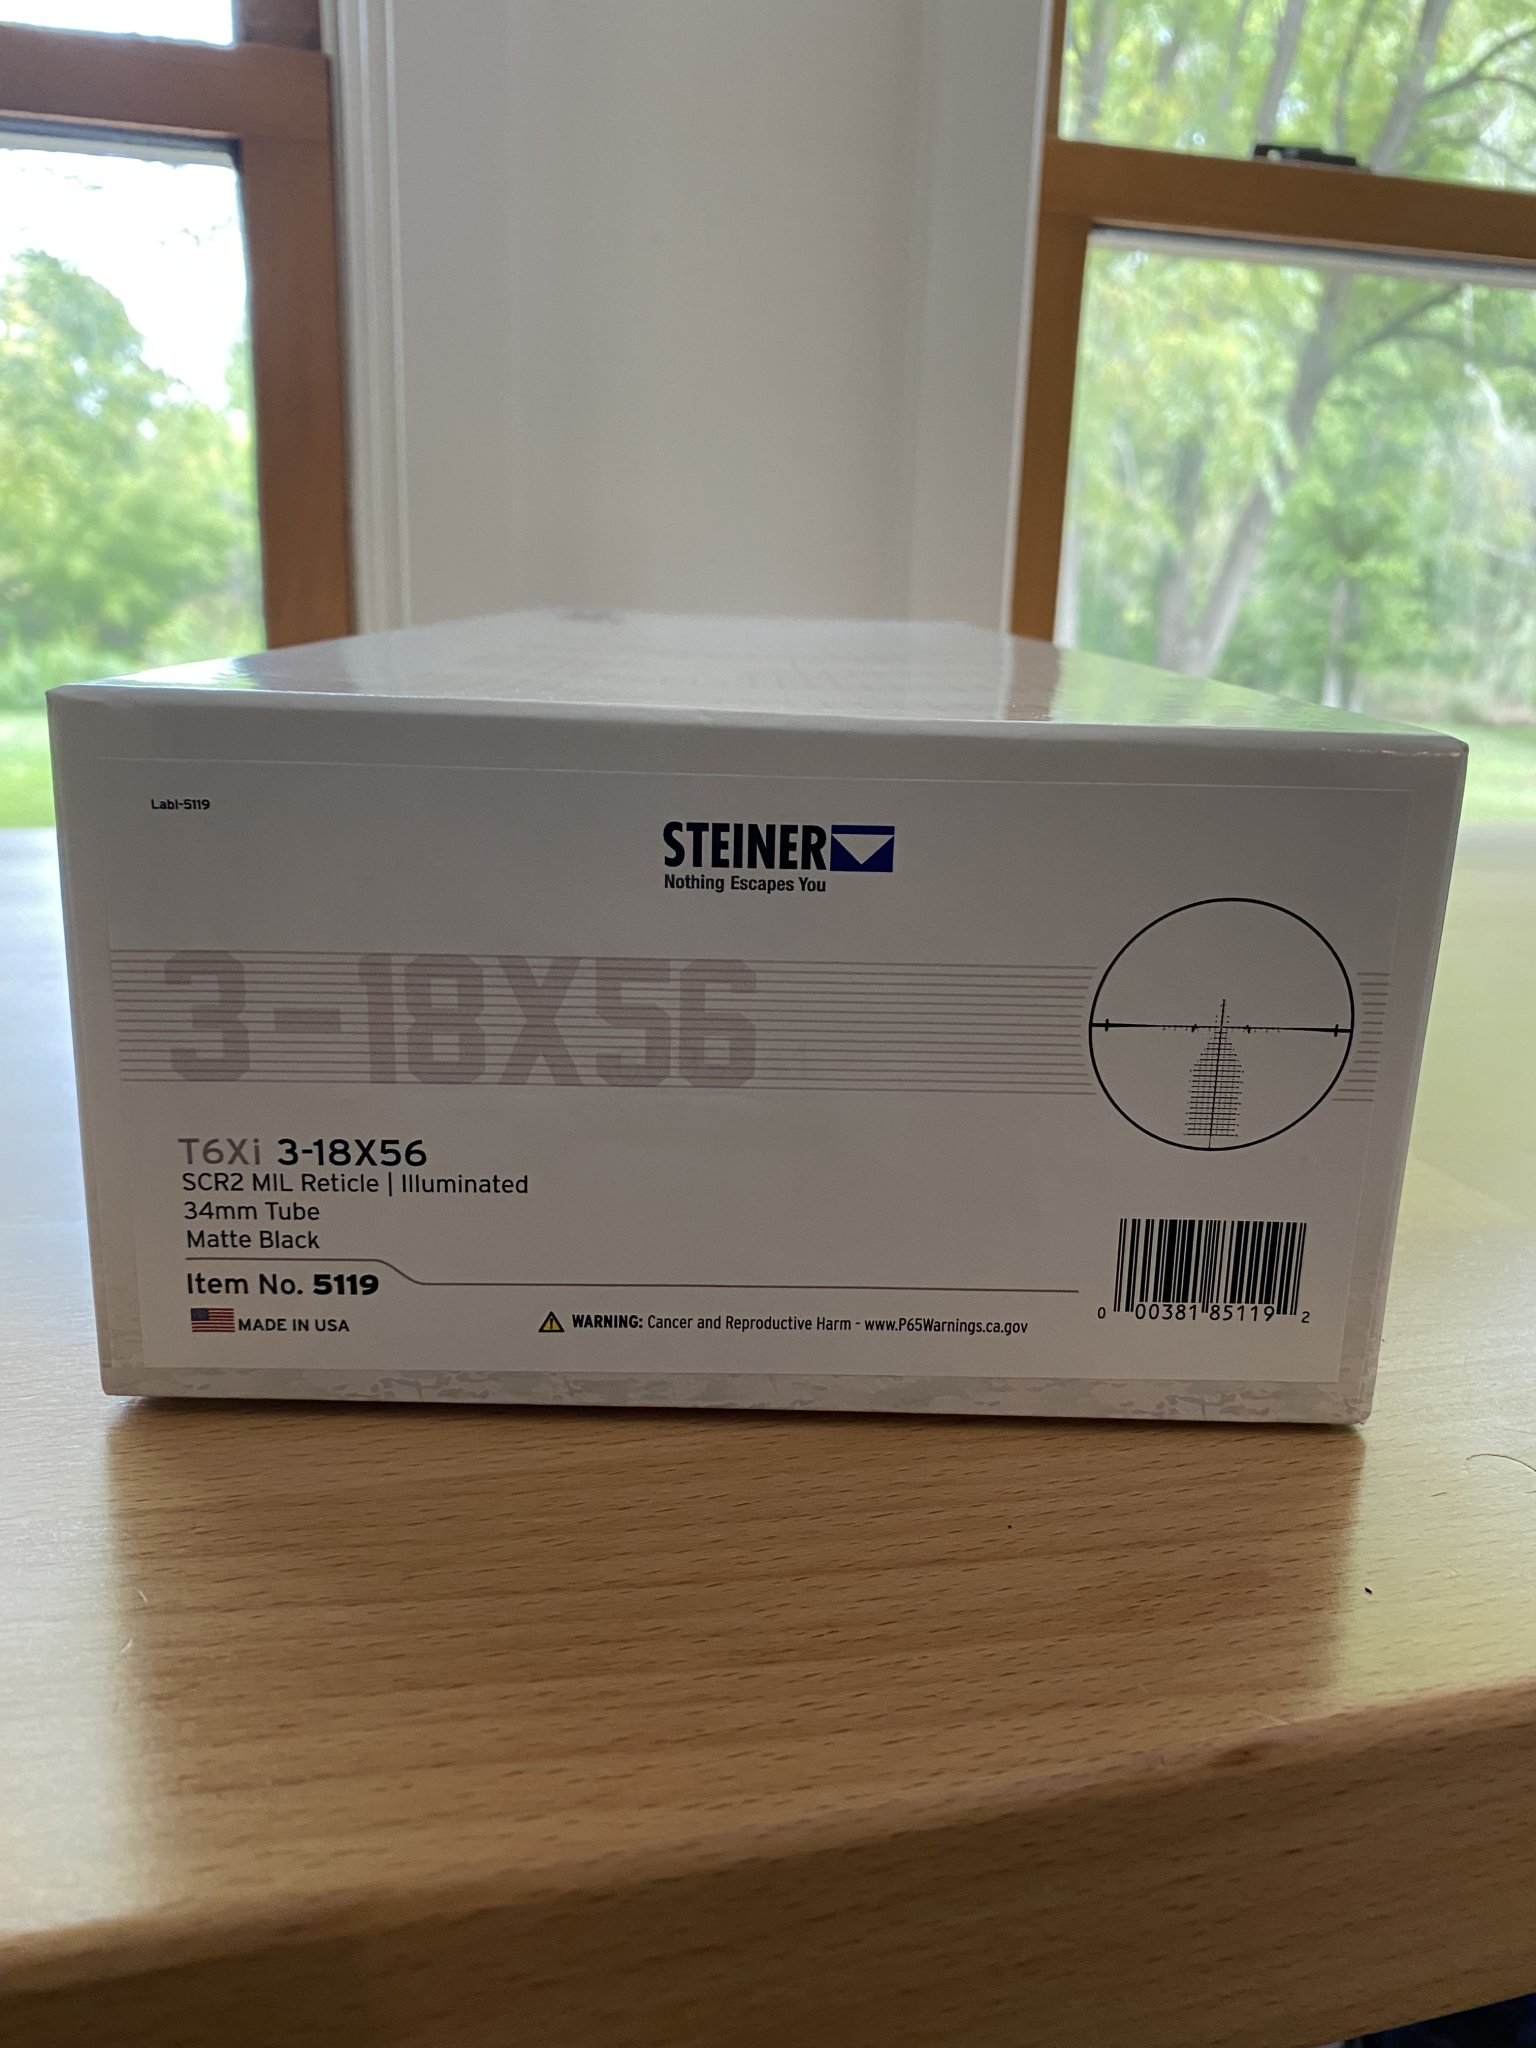 Labl-5119
STEINER
Nothing Escapes You
3-18X56
T6Xi 3-18X56
SCR2 MIL Reticle | Illuminated
34mm Tube
Matte Black
Item No. 5119
MADE IN USA
WARNING: Cancer and Reproductive Harm - www.P65Warnings.ca.gov
0 00381 85119 2